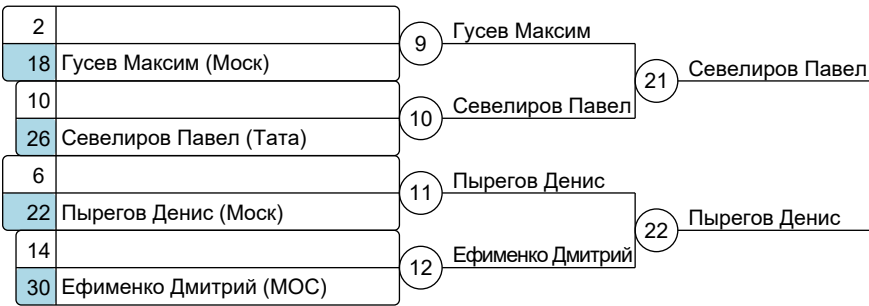 2
18 Гусев Максим (Моск)
9 Гусев Максим
10
26 Севелиров Павел (Тата)
10 Севелиров Павел
21 Севелиров Павел
6
22 Пырегов Денис (Моск)
11 Пырегов Денис
14
30 Ефименко Дмитрий (МОС)
12 Ефименко Дмитрий
22 Пырегов Денис